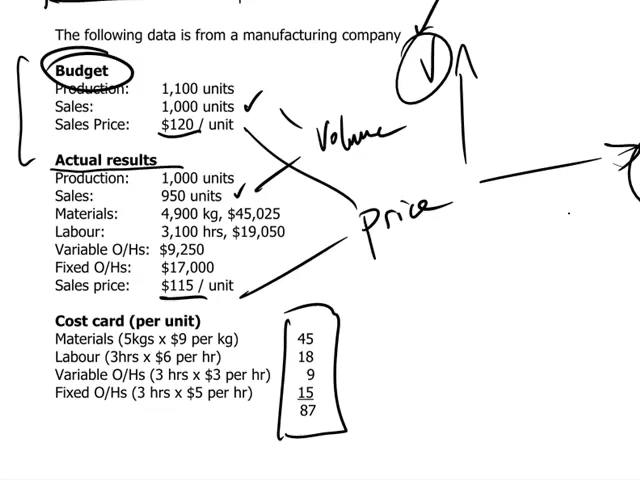 The following data is from a manufacturing company
V
Budget
Production: 1,100 units
Sales: 1,000 units
Sales Price: $120 / unit
Volume
Actual results
Production: 1,000 units
Sales: 950 units
Price
Materials: 4,900 kg, $45,025
Labour: 3,100 hrs, $19,050
Variable O/Hs: $9,250
Fixed O/Hs: $17,000
Sales price: $115 / unit
Cost card (per unit)
Materials (5kgs x $9 per kg) 45
Labour (3hrs x $6 per hr) 18
Variable O/Hs (3 hrs x $3 per hr) 9
Fixed O/Hs (3 hrs x $5 per hr) 15
87